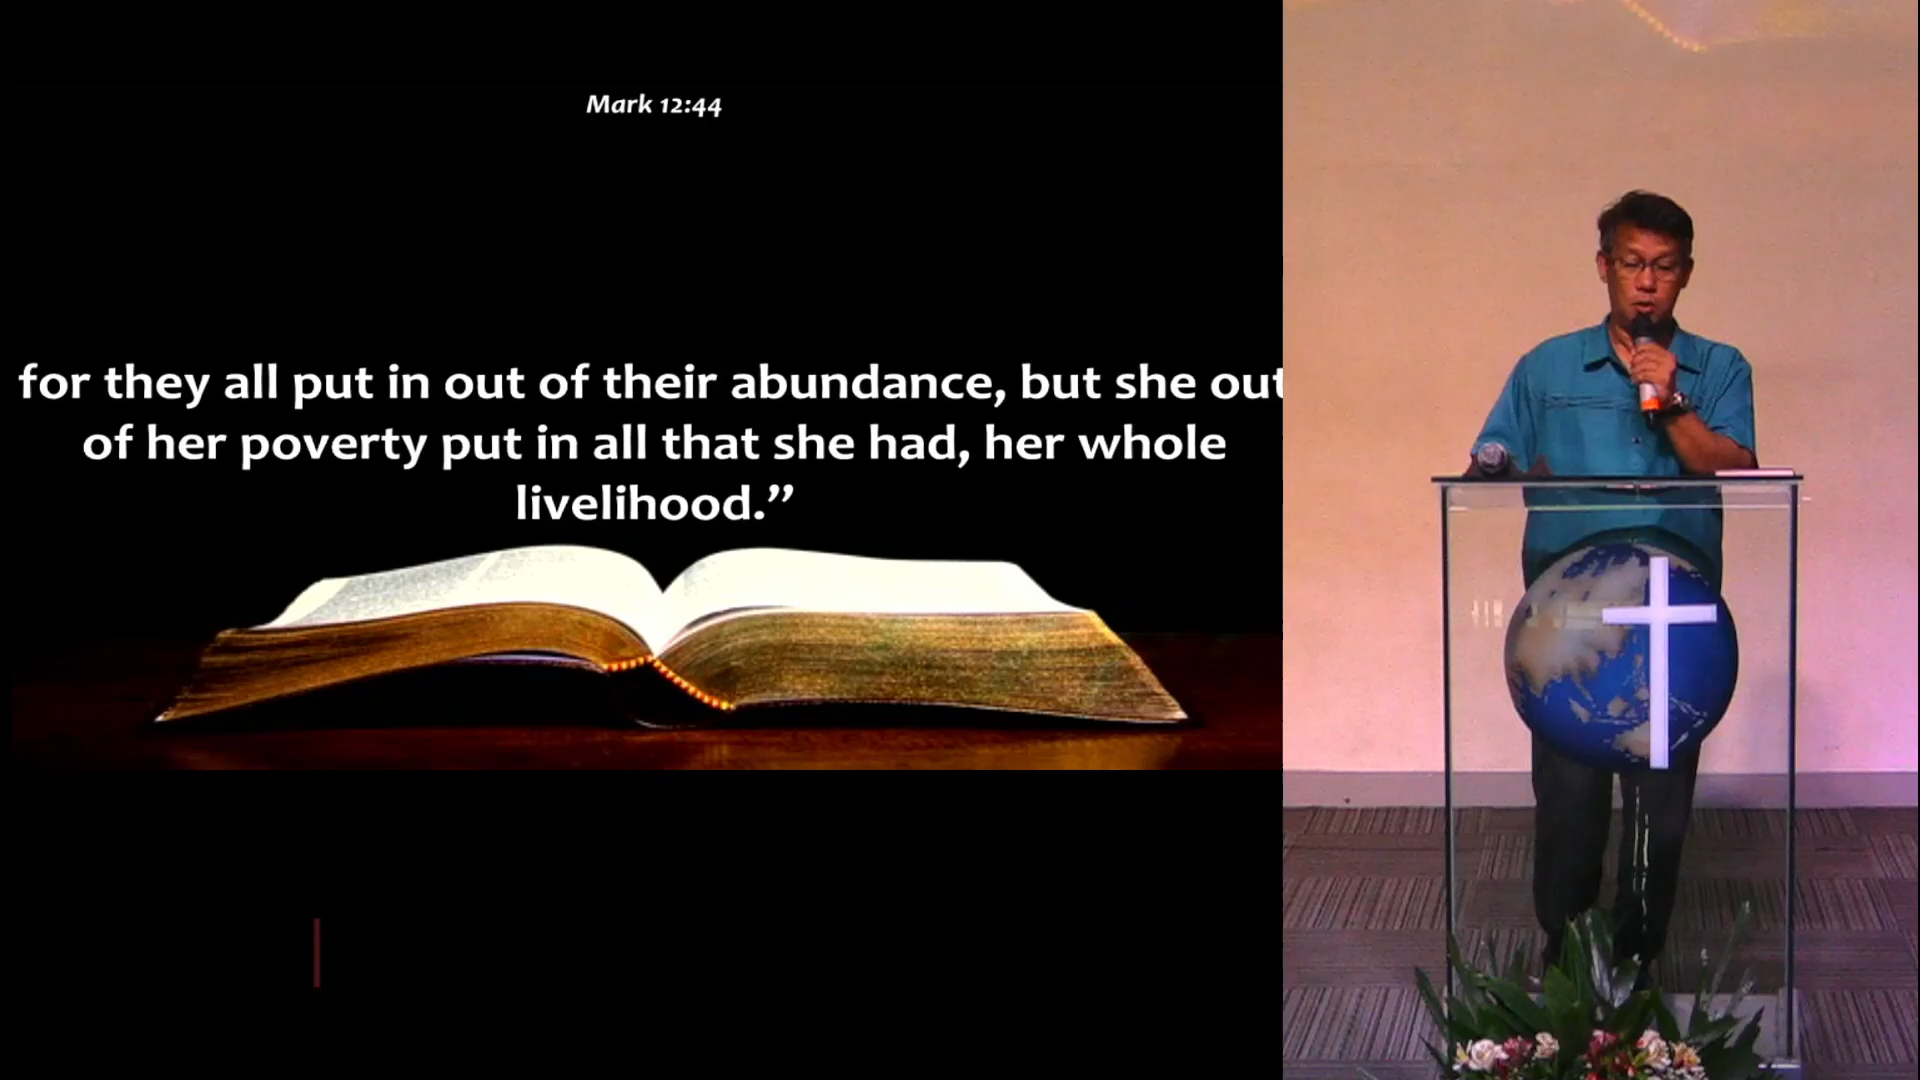 Mark 12:44
for they all put in out of their abundance, but she out
of her poverty put in all that she had, her whole
livelihood.”